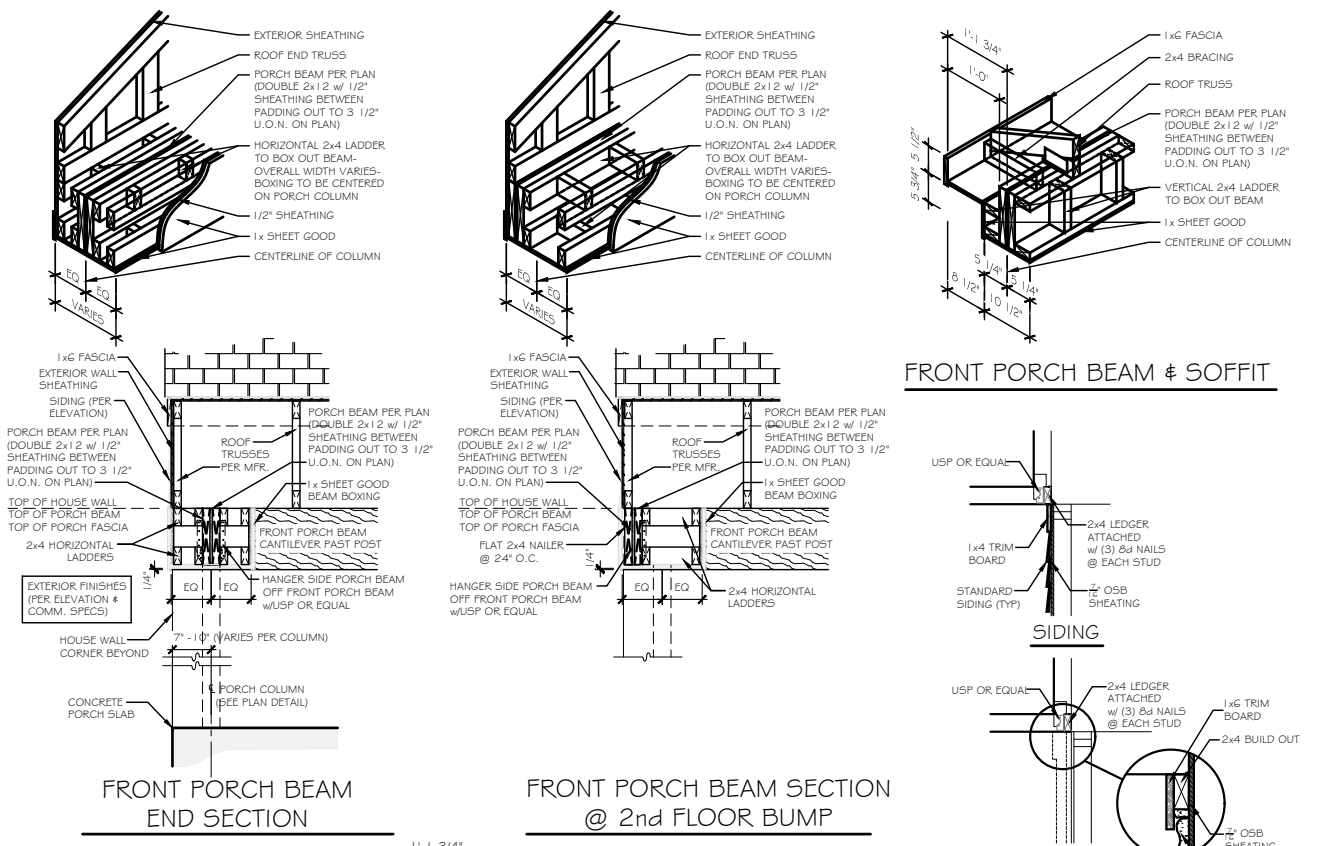 EXTERIOR SHEATHING
ROOF END TRUSS
PORCH BEAM PER PLAN
(DOUBLE 2x12 w/ 1/2"
SHEATHING BETWEEN
PADDING OUT TO 3 1/2"
U.O.N. ON PLAN)
HORIZONTAL 2x4 LADDER
TO BOX OUT BEAM-
OVERALL WIDTH VARIES-
BOXING TO BE CENTERED
ON PORCH COLUMN
1/2" SHEATHING
1x SHEET GOOD
CENTERLINE OF COLUMN
EQ
EQ
VARIES
EXTERIOR SHEATHING
ROOF END TRUSS
PORCH BEAM PER PLAN
(DOUBLE 2x12 w/ 1/2"
SHEATHING BETWEEN
PADDING OUT TO 3 1/2"
U.O.N. ON PLAN)
HORIZONTAL 2x4 LADDER
TO BOX OUT BEAM-
OVERALL WIDTH VARIES-
BOXING TO BE CENTERED
ON PORCH COLUMN
1/2" SHEATHING
1x SHEET GOOD
CENTERLINE OF COLUMN
EQ
EQ
VARIES
1'-1 3/4"
1'-0"
5 1/2"
5 3/4"
1x6 FASCIA
2x4 BRACING
ROOF TRUSS
PORCH BEAM PER PLAN
(DOUBLE 2x12 w/ 1/2"
SHEATHING BETWEEN
PADDING OUT TO 3 1/2"
U.O.N. ON PLAN)
VERTICAL 2x4 LADDER
TO BOX OUT BEAM
1x SHEET GOOD
CENTERLINE OF COLUMN
5 1/4"
5 1/4"
8 1/2"
10 1/2"
FRONT PORCH BEAM & SOFFIT
1x6 FASCIA
EXTERIOR WALL
SHEATHING
SIDING (PER
ELEVATION)
PORCH BEAM PER PLAN
(DOUBLE 2x12 w/ 1/2"
SHEATHING BETWEEN
PADDING OUT TO 3 1/2"
U.O.N. ON PLAN)
TOP OF HOUSE WALL
TOP OF PORCH BEAM
TOP OF PORCH FASCIA
2x4 HORIZONTAL
LADDERS
EXTERIOR FINISHES
(PER ELEVATION &
COMM. SPECS)
1/4"
HOUSE WALL
CORNER BEYOND
CONCRETE
PORCH SLAB
ROOF
TRUSSES
PER MFR.
PORCH BEAM PER PLAN
(DOUBLE 2x12 w/ 1/2"
SHEATHING BETWEEN
PADDING OUT TO 3 1/2"
U.O.N. ON PLAN)
1x SHEET GOOD
BEAM BOXING
FRONT PORCH BEAM
CANTILEVER PAST POST
EQ
EQ
HANGER SIDE PORCH BEAM
OFF FRONT PORCH BEAM
w/USP OR EQUAL
7" -10" (VARIES PER COLUMN)
℄ PORCH COLUMN
(SEE PLAN DETAIL)
FRONT PORCH BEAM
END SECTION
1'-1 3/4"
1x6 FASCIA
EXTERIOR WALL
SHEATHING
SIDING (PER
ELEVATION)
PORCH BEAM PER PLAN
(DOUBLE 2x12 w/ 1/2"
SHEATHING BETWEEN
PADDING OUT TO 3 1/2"
U.O.N. ON PLAN)
TOP OF HOUSE WALL
TOP OF PORCH BEAM
TOP OF PORCH FASCIA
FLAT 2x4 NAILER
@ 24" O.C.
1/4"
HANGER SIDE PORCH BEAM
OFF FRONT PORCH BEAM
w/USP OR EQUAL
ROOF
TRUSSES
PER MFR.
PORCH BEAM PER PLAN
(DOUBLE 2x12 w/ 1/2"
SHEATHING BETWEEN
PADDING OUT TO 3 1/2"
U.O.N. ON PLAN)
1x SHEET GOOD
BEAM BOXING
FRONT PORCH BEAM
CANTILEVER PAST POST
EQ
EQ
2x4 HORIZONTAL
LADDERS
FRONT PORCH BEAM SECTION
@ 2nd FLOOR BUMP
USP OR EQUAL
2x4 LEDGER
ATTACHED
w/ (3) 8d NAILS
@ EACH STUD
1x4 TRIM
BOARD
STANDARD
SIDING (TYP)
7/16" OSB
SHEATING
SIDING
USP OR EQUAL
2x4 LEDGER
ATTACHED
w/ (3) 8d NAILS
@ EACH STUD
1x6 TRIM
BOARD
2x4 BUILD OUT
7/16" OSB
SHEATING